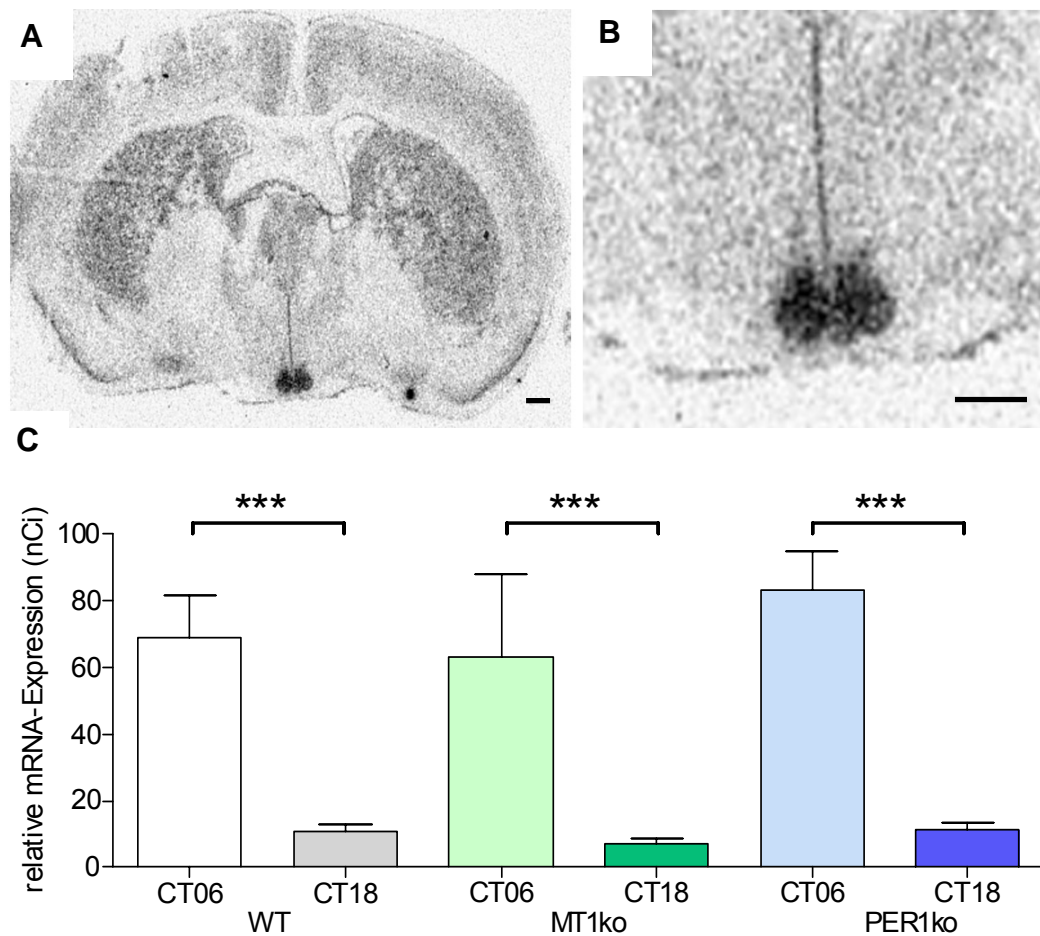 A
B
C
*** *** ***
relative mRNA-Expression (nCi)
100
80
60
40
20
0
CT06 CT18 CT06 CT18 CT06 CT18
WT MT1ko PER1ko